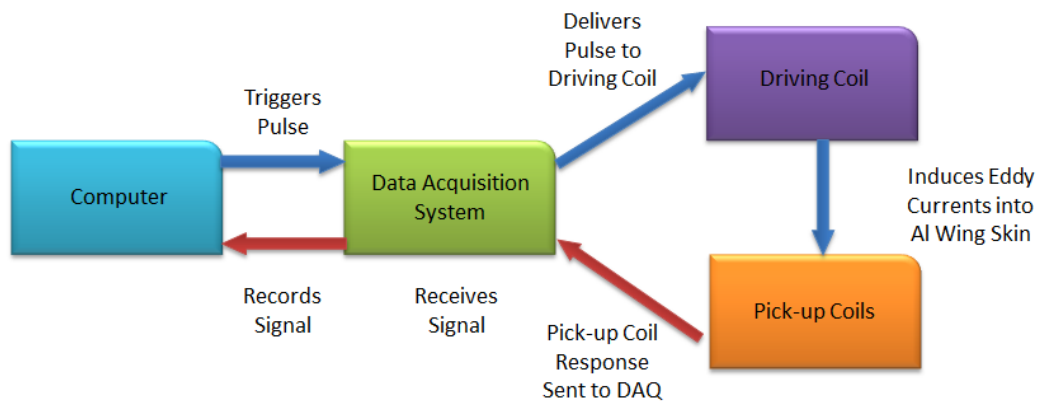 Delivers
Pulse to
Driving Coil
Driving Coil
Triggers
Pulse
Computer
Data Acquisition
System
Induces Eddy
Currents into
Al Wing Skin
Records
Signal
Receives
Signal
Pick-up Coil
Response
Sent to DAQ
Pick-up Coils